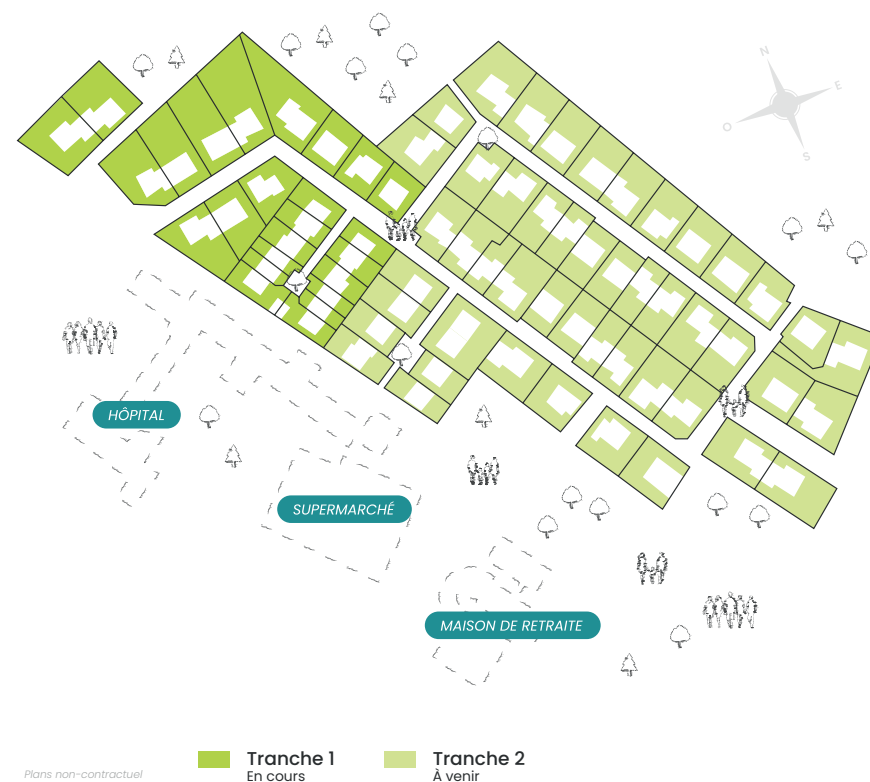 N
E
O
S
HÔPITAL
SUPERMARCHÉ
MAISON DE RETRAITE
Tranche 1
En cours
Tranche 2
À venir
Plans non-contractuel